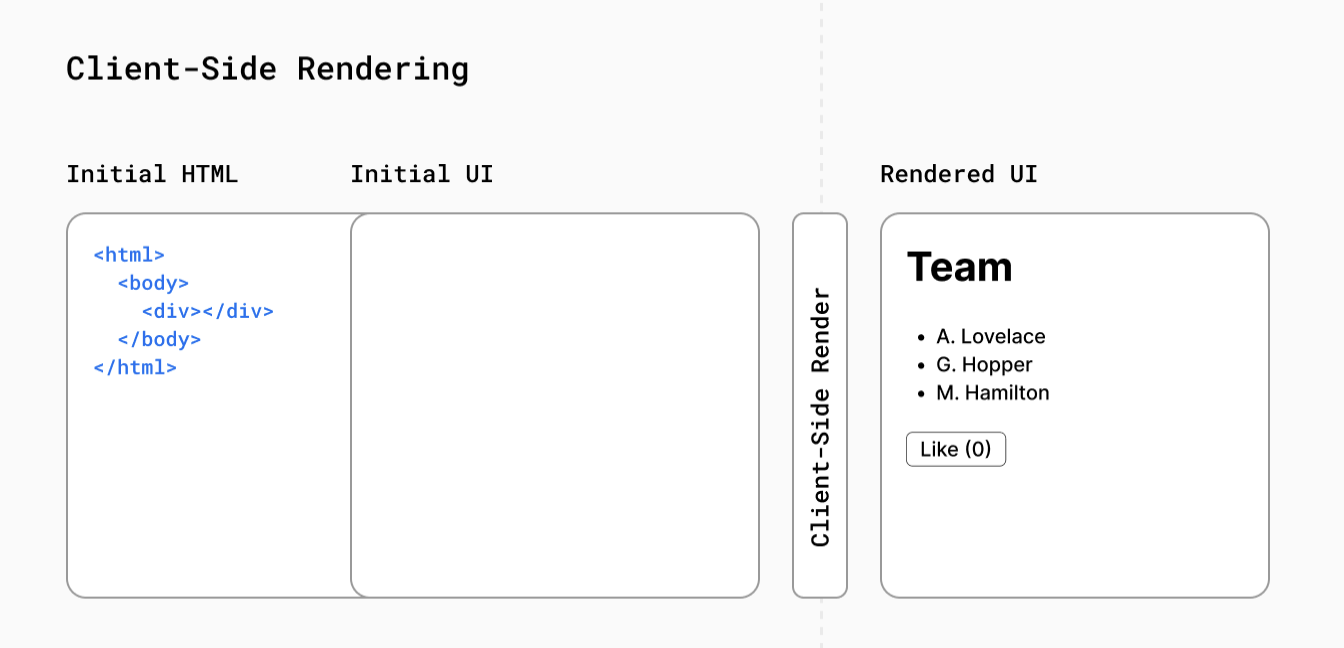 Client-Side Rendering
Initial HTML
Initial UI
Rendered UI
<html>
<body>
<div></div>
</body>
</html>
Client-Side Render
Team
• A. Lovelace
• G. Hopper
• M. Hamilton
Like (0)